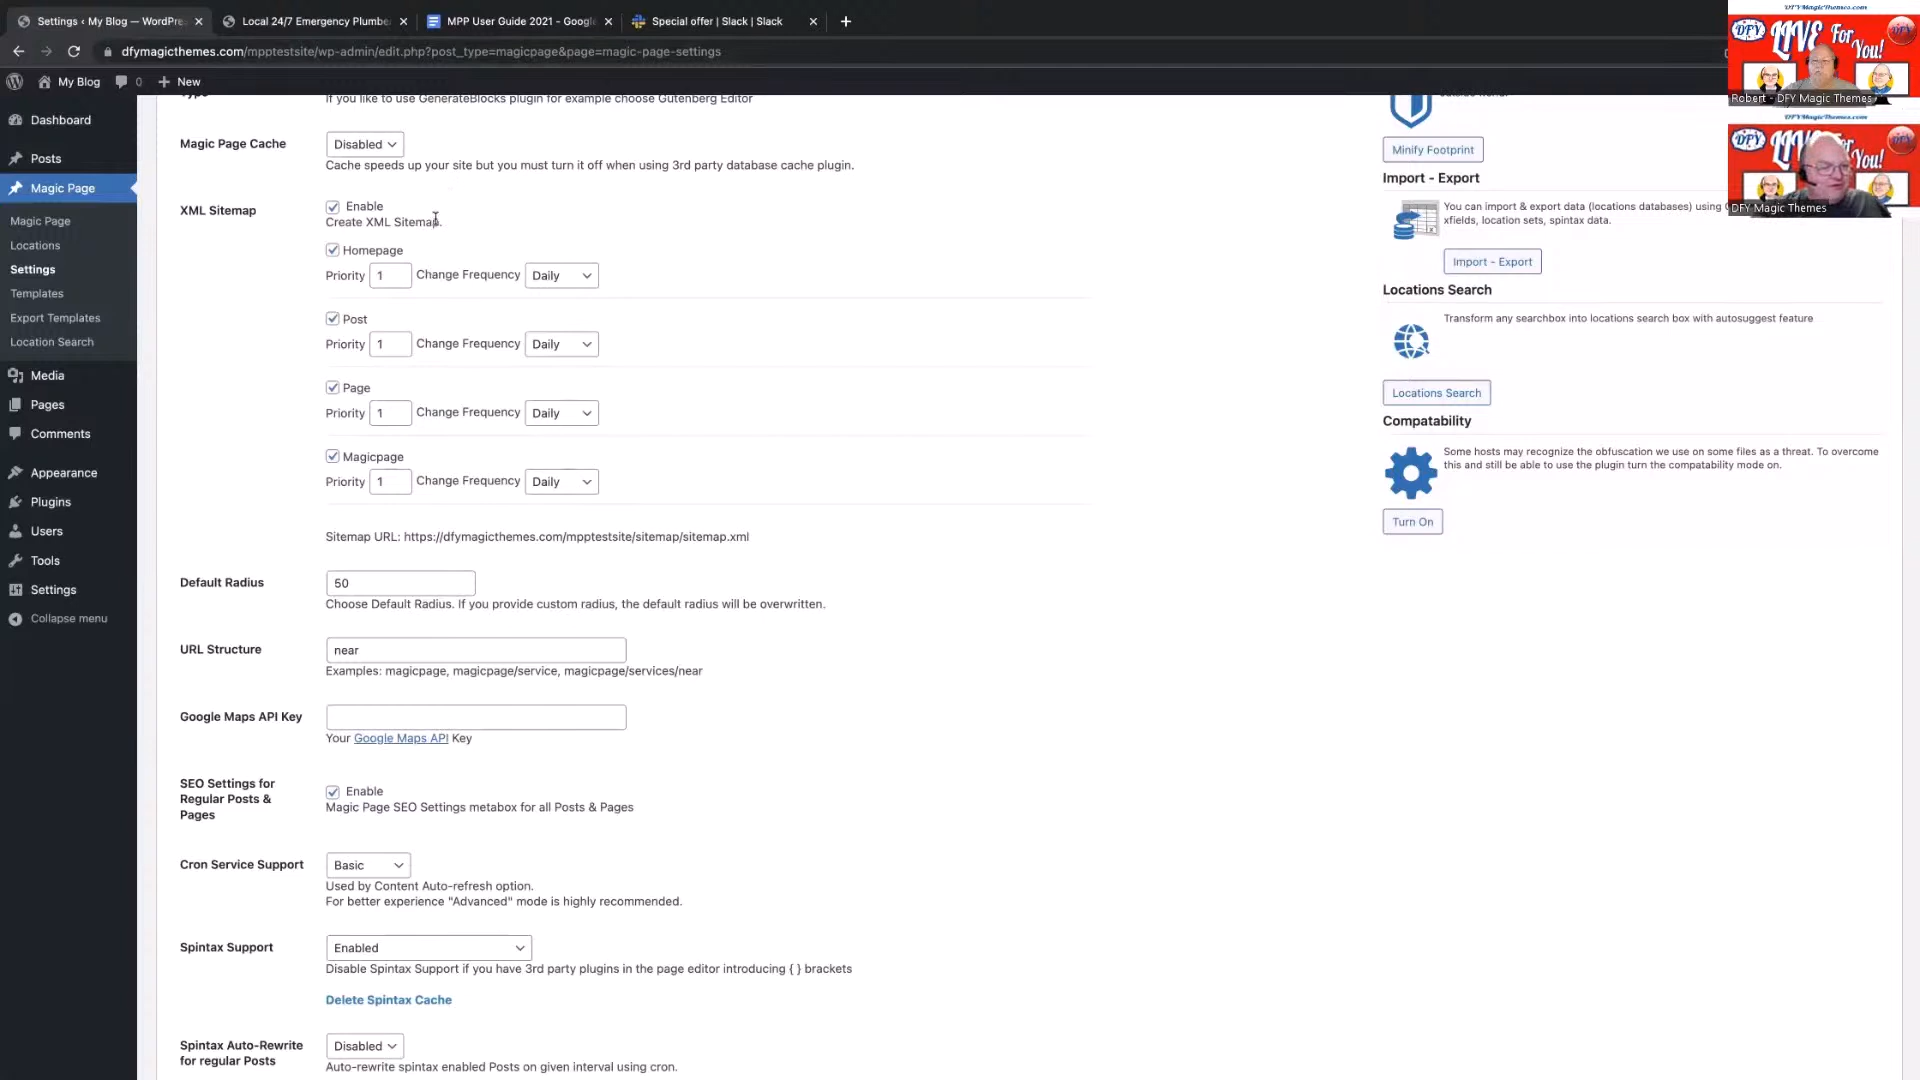 Settings ‹ My Blog — WordPre
Local 24/7 Emergency Plumbe
MPP User Guide 2021 - Google
Special offer | Slack | Slack
dfymagicthemes.com/mpptestsite/wp-admin/edit.php?post_type=magicpage&page=magic-page-settings
My Blog
0
New
Dashboard
Posts
Magic Page
Magic Page
Locations
Settings
Templates
Export Templates
Location Search
Media
Pages
Comments
Appearance
Plugins
Users
Tools
Settings
Collapse menu
Type
If you like to use GenerateBlocks plugin for example choose Gutenberg Editor
Magic Page Cache
Disabled
Cache speeds up your site but you must turn it off when using 3rd party database cache plugin.
XML Sitemap
Enable
Create XML Sitemap.
Homepage
Priority 1 Change Frequency Daily
Post
Priority 1 Change Frequency Daily
Page
Priority 1 Change Frequency Daily
Magicpage
Priority 1 Change Frequency Daily
Sitemap URL: https://dfymagicthemes.com/mpptestsite/sitemap/sitemap.xml
Default Radius
50
Choose Default Radius. If you provide custom radius, the default radius will be overwritten.
URL Structure
near
Examples: magicpage, magicpage/service, magicpage/services/near
Google Maps API Key
Your Google Maps API Key
SEO Settings for
Regular Posts &
Pages
Enable
Magic Page SEO Settings metabox for all Posts & Pages
Cron Service Support
Basic
Used by Content Auto-refresh option.
For better experience "Advanced" mode is highly recommended.
Spintax Support
Enabled
Disable Spintax Support if you have 3rd party plugins in the page editor introducing { } brackets
Delete Spintax Cache
Spintax Auto-Rewrite
for regular Posts
Disabled
Auto-rewrite spintax enabled Posts on given interval using cron.
Minify Footprint
Import - Export
You can import & export data (locations databases) using
xfields, location sets, spintax data.
Import - Export
Locations Search
Transform any searchbox into locations search box with autosuggest feature
Locations Search
Compatability
Some hosts may recognize the obfuscation we use on some files as a threat. To overcome
this and still be able to use the plugin turn the compatability mode on.
Turn On
DFYMagicThemes.com
DFY
LIVE For
You!
Robert - DFY Magic Themes
DFYMagicThemes.com
DFY
LIVE For
You!
DFY Magic Themes